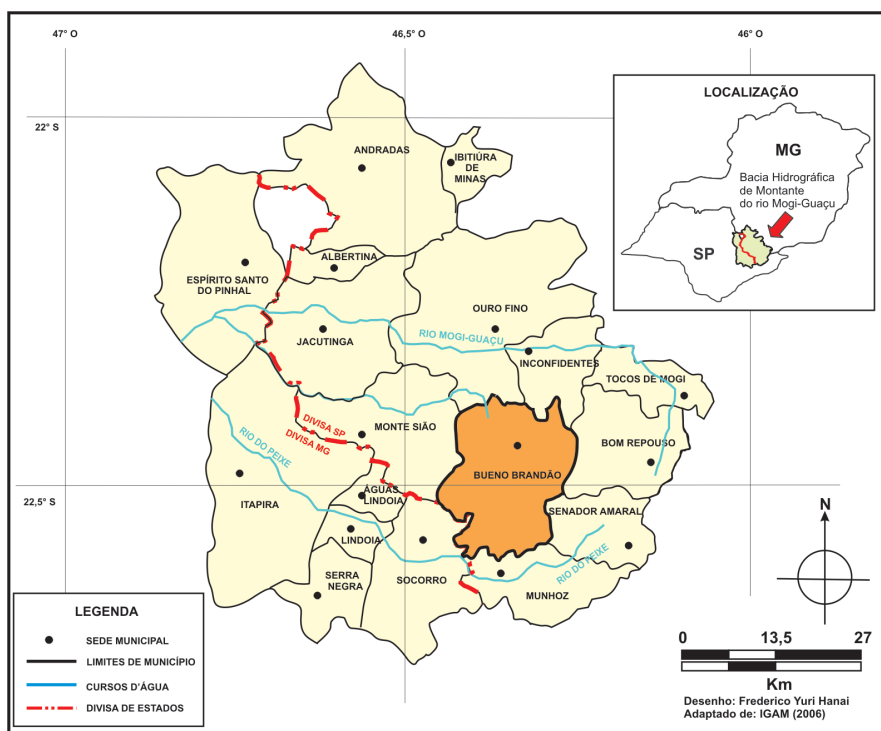 47° O
46,5° O
46° O
22° S
22,5° S
LOCALIZAÇÃO
MG
Bacia Hidrográfica
de Montante
do rio Mogi-Guaçu
SP
ANDRADAS
IBITIÚRA
DE
MINAS
ALBERTINA
ESPÍRITO SANTO
DO PINHAL
OURO FINO
RIO MOGI-GUAÇU
JACUTINGA
INCONFIDENTES
TOCOS DE MOGI
MONTE SIÃO
DIVISA SP
DIVISA MG
RIO DO PEIXE
BOM REPOUSO
BUENO BRANDÃO
ITAPIRA
ÁGUAS
LINDOIA
SENADOR AMARAL
LINDOIA
SOCORRO
RIO DO PEIXE
SERRA
NEGRA
MUNHOZ
N
LEGENDA
SEDE MUNICIPAL
LIMITES DE MUNICÍPIO
CURSOS D'ÁGUA
DIVISA DE ESTADOS
0 13,5 27
Km
Desenho: Frederico Yuri Hanai
Adaptado de: IGAM (2006)